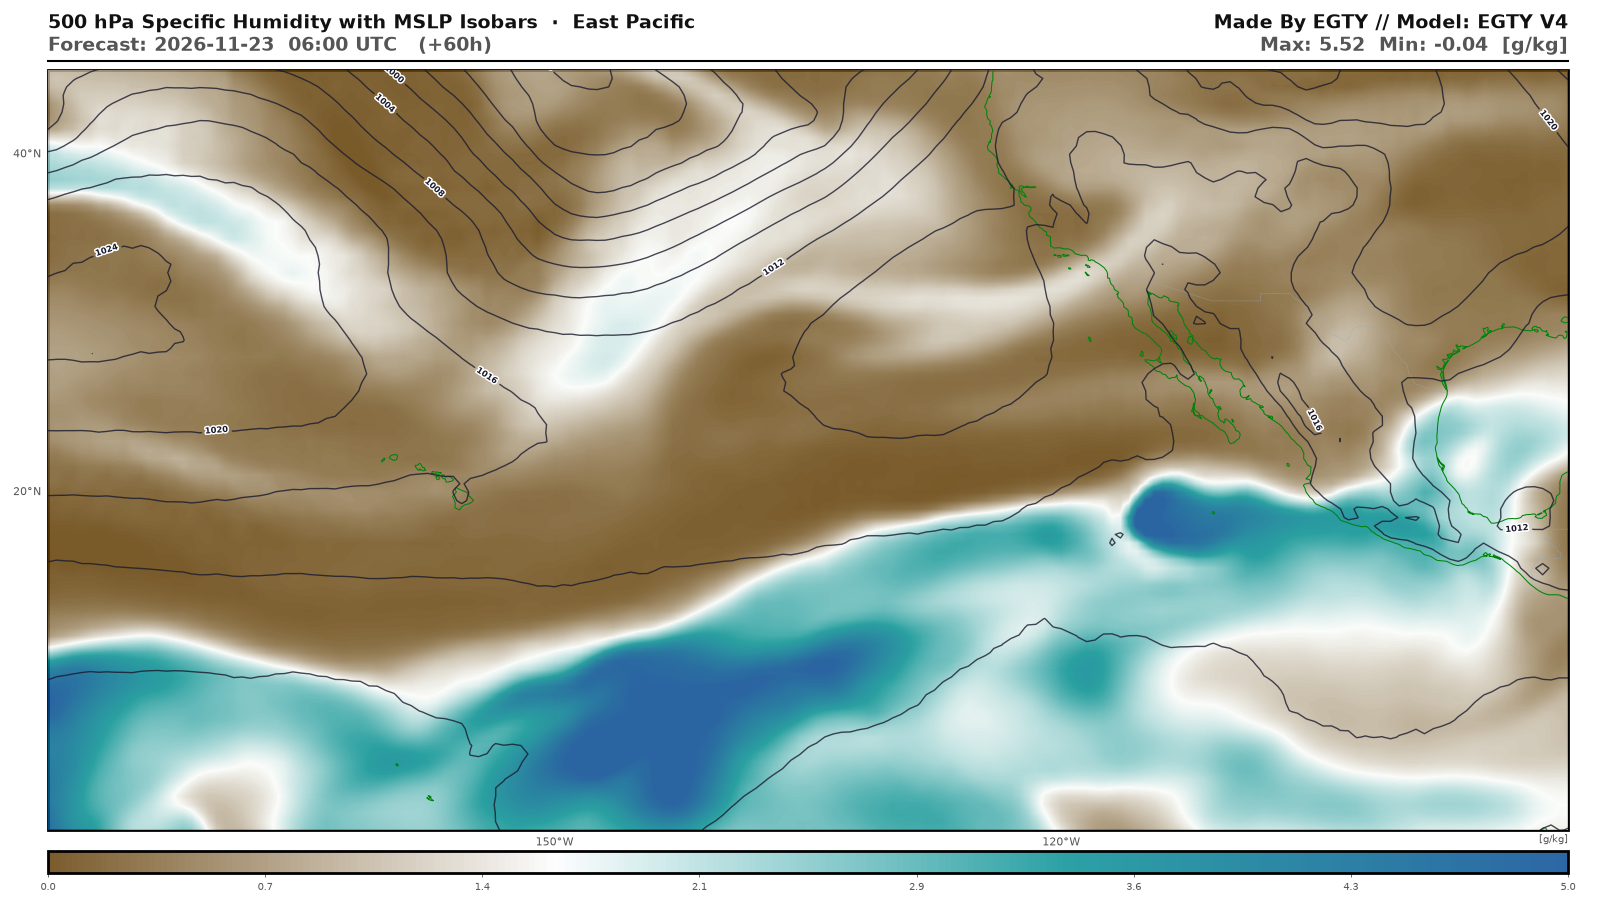 500 hPa Specific Humidity with MSLP Isobars · East Pacific
Made By EGTY // Model: EGTY V4
Forecast: 2026-11-23 06:00 UTC (+60h)
Max: 5.52 Min: -0.04 [g/kg]
1000
1004
1020
40°N
1008
1024
1012
1016
1016
1020
20°N
1012
150°W
120°W
[g/kg]
0.0 0.7 1.4 2.1 2.9 3.6 4.3 5.0